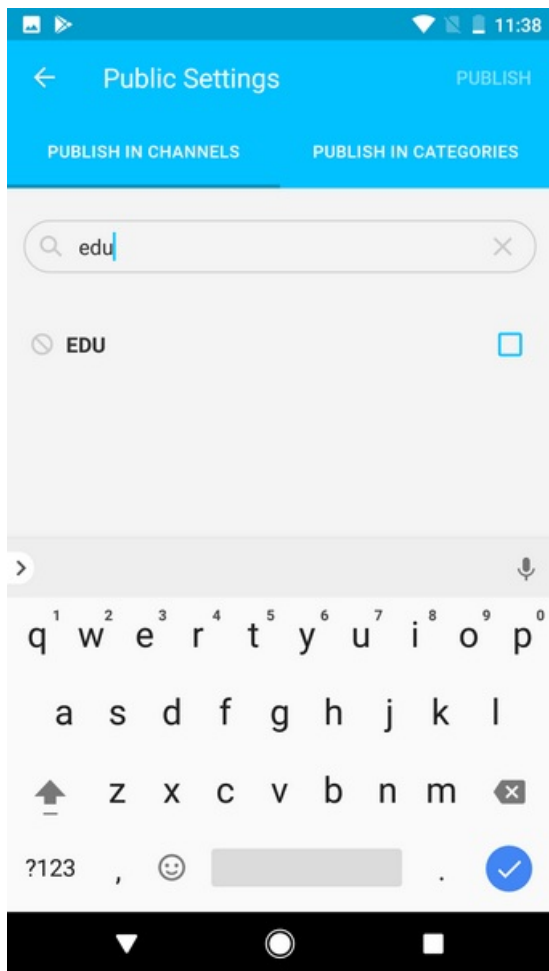 11:38
Public Settings
PUBLISH
PUBLISH IN CHANNELS
PUBLISH IN CATEGORIES
edu
EDU
1 2 3 4 5 6 7 8 9 0
q w e r t y u i o p
a s d f g h j k l
z x c v b n m
?123 , .